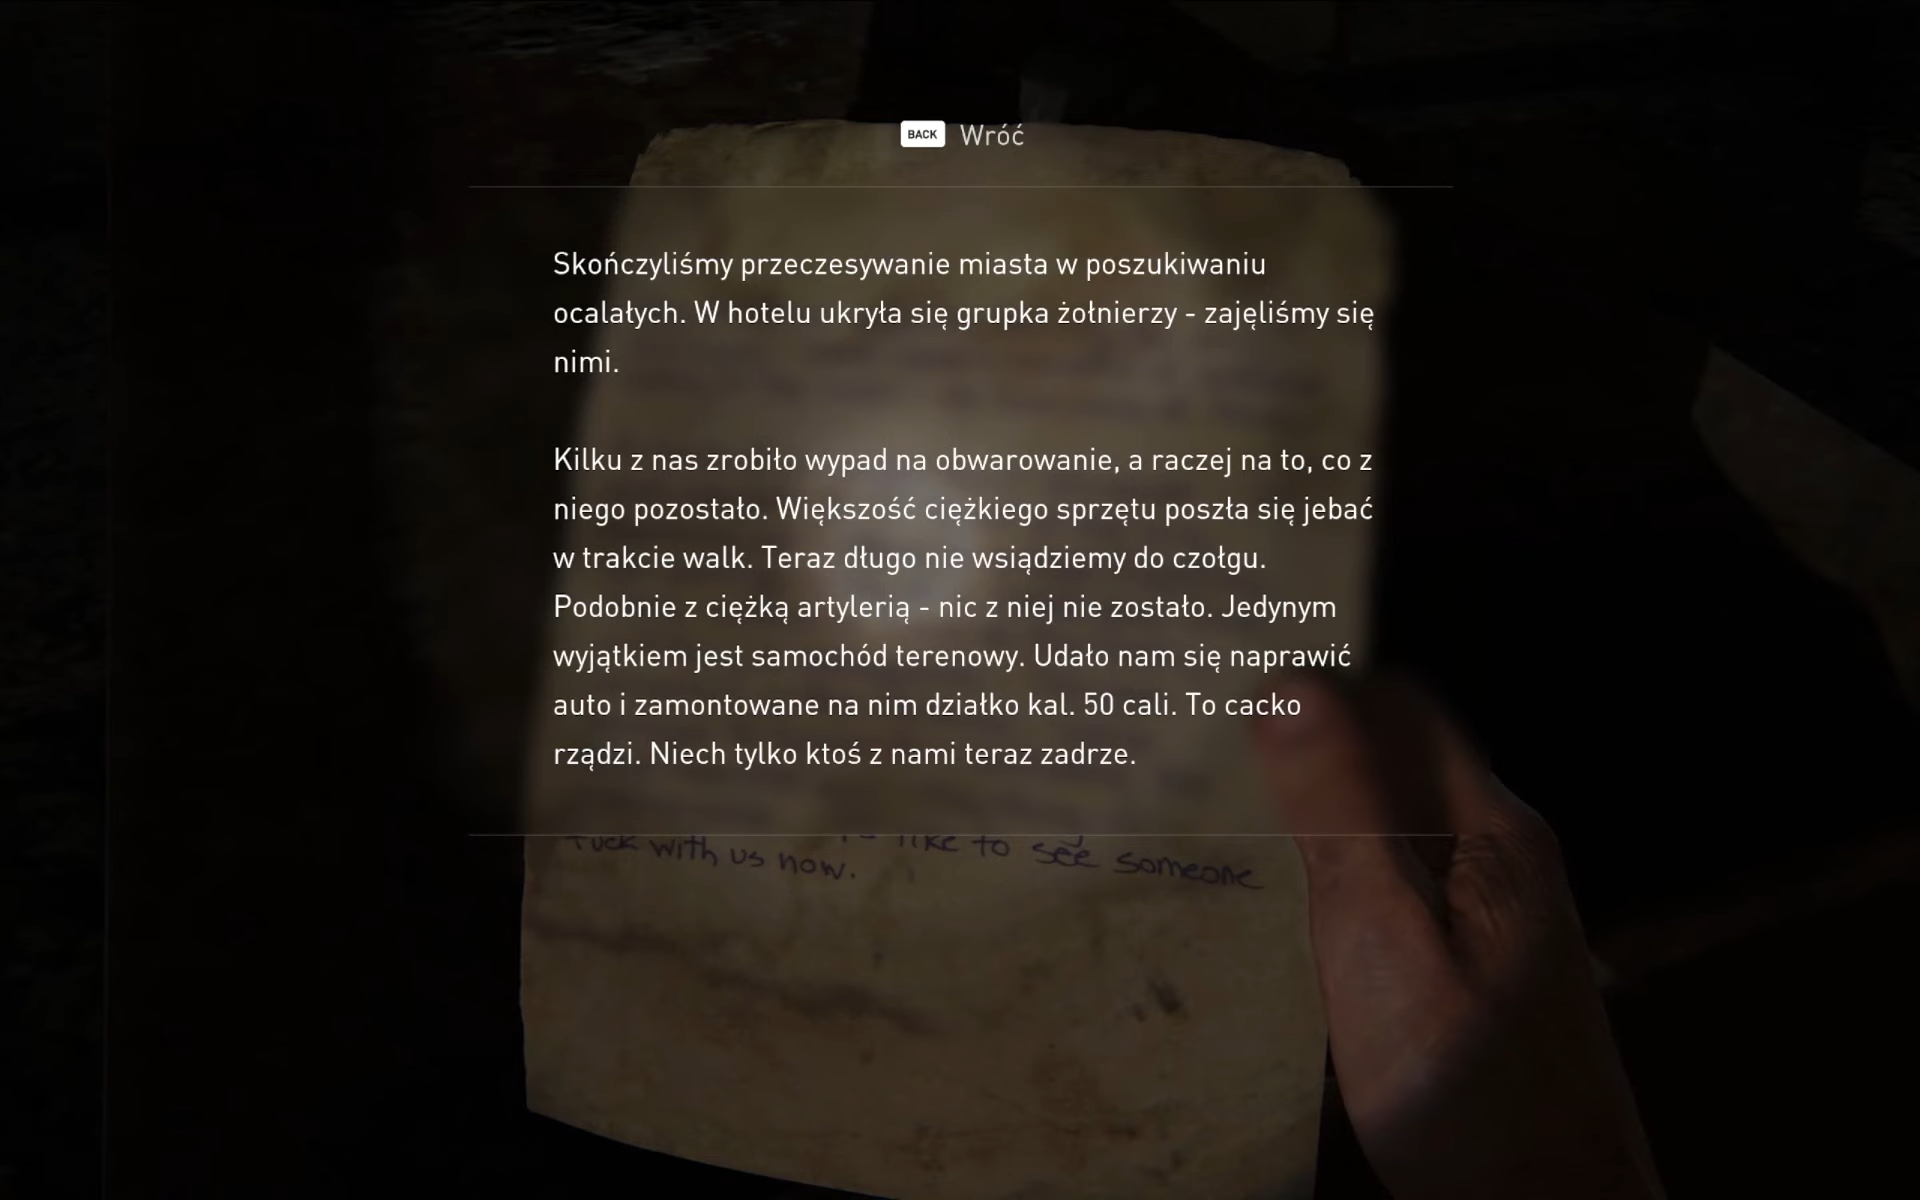 BACK Wróć
Skończyliśmy przeczesywanie miasta w poszukiwaniu
ocalałych. W hotelu ukryła się grupka żołnierzy - zajęliśmy się
nimi.
Kilku z nas zrobiło wypad na obwarowanie, a raczej na to, co z
niego pozostało. Większość ciężkiego sprzętu poszła się jebać
w trakcie walk. Teraz długo nie wsiądziemy do czołgu.
Podobnie z ciężką artylerią - nic z niej nie zostało. Jedynym
wyjątkiem jest samochód terenowy. Udało nam się naprawić
auto i zamontowane na nim działko kal. 50 cali. To cacko
rządzi. Niech tylko ktoś z nami teraz zadrze.
like to see someone
fuck with us now.